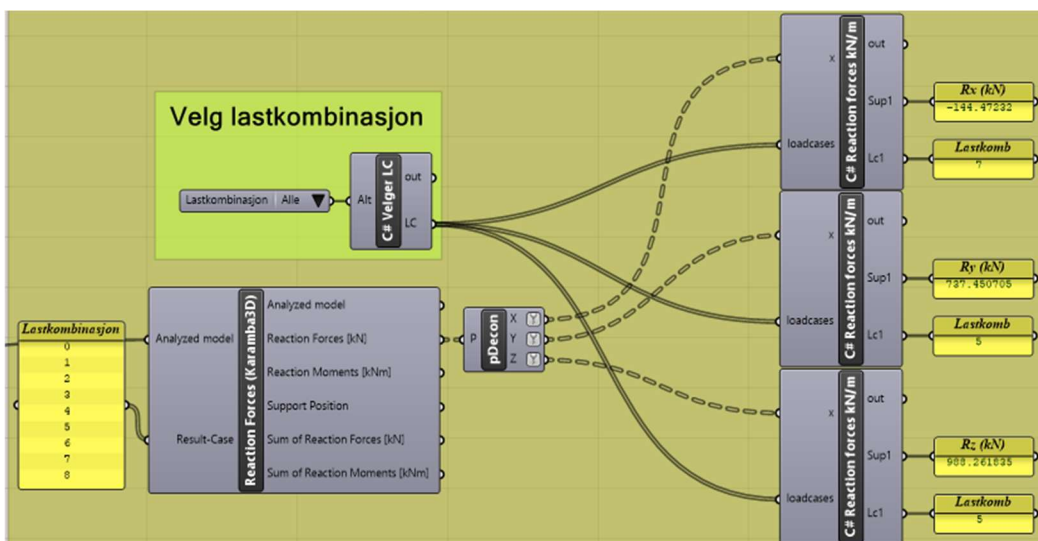 Velg lastkombinasjon
Lastkombinasjon Alle
Alt
C# Velger LC
out
LC
Lastkombinasjon
0
1
2
3
4
5
6
7
8
Analyzed model
Result-Case
Reaction Forces (Karamba3D)
Analyzed model
Reaction Forces [kN]
Reaction Moments [kNm]
Support Position
Sum of Reaction Forces [kN]
Sum of Reaction Moments [kNm]
P
pDecon
X
Y
Z
x
loadcases
C# Reaction forces kN/m
out
Sup1
Lc1
Rx (kN)
-144.47232
Lastkomb
7
x
loadcases
C# Reaction forces kN/m
out
Sup1
Lc1
Ry (kN)
737.450705
Lastkomb
5
x
loadcases
C# Reaction forces kN/m
out
Sup1
Lc1
Rz (kN)
988.261835
Lastkomb
5